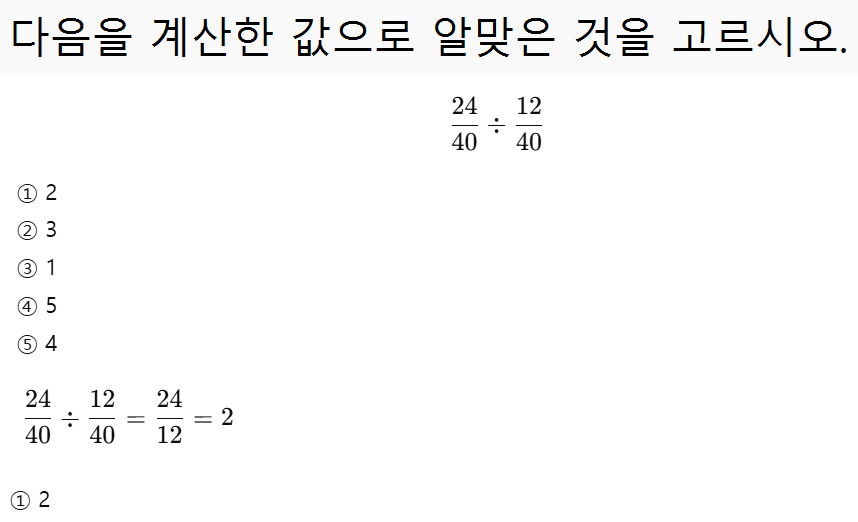 다음을 계산한 값으로 알맞은 것을 고르시오.
24/40 ÷ 12/40
① 2
② 3
③ 1
④ 5
⑤ 4
24/40 ÷ 12/40 = 24/12 = 2
① 2